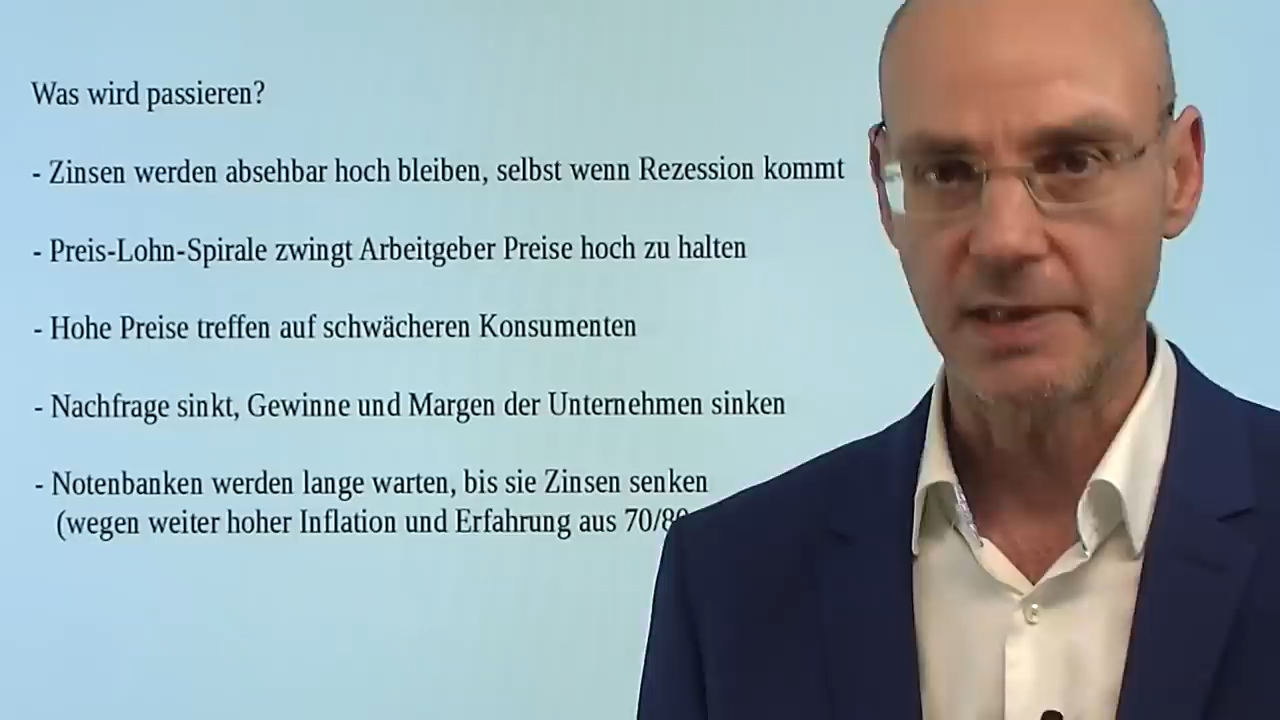 Was wird passieren?
- Zinsen werden absehbar hoch bleiben, selbst wenn Rezession kommt
- Preis-Lohn-Spirale zwingt Arbeitgeber Preise hoch zu halten
- Hohe Preise treffen auf schwächeren Konsumenten
- Nachfrage sinkt, Gewinne und Margen der Unternehmen sinken
- Notenbanken werden lange warten, bis sie Zinsen senken
(wegen weiter hoher Inflation und Erfahrung aus